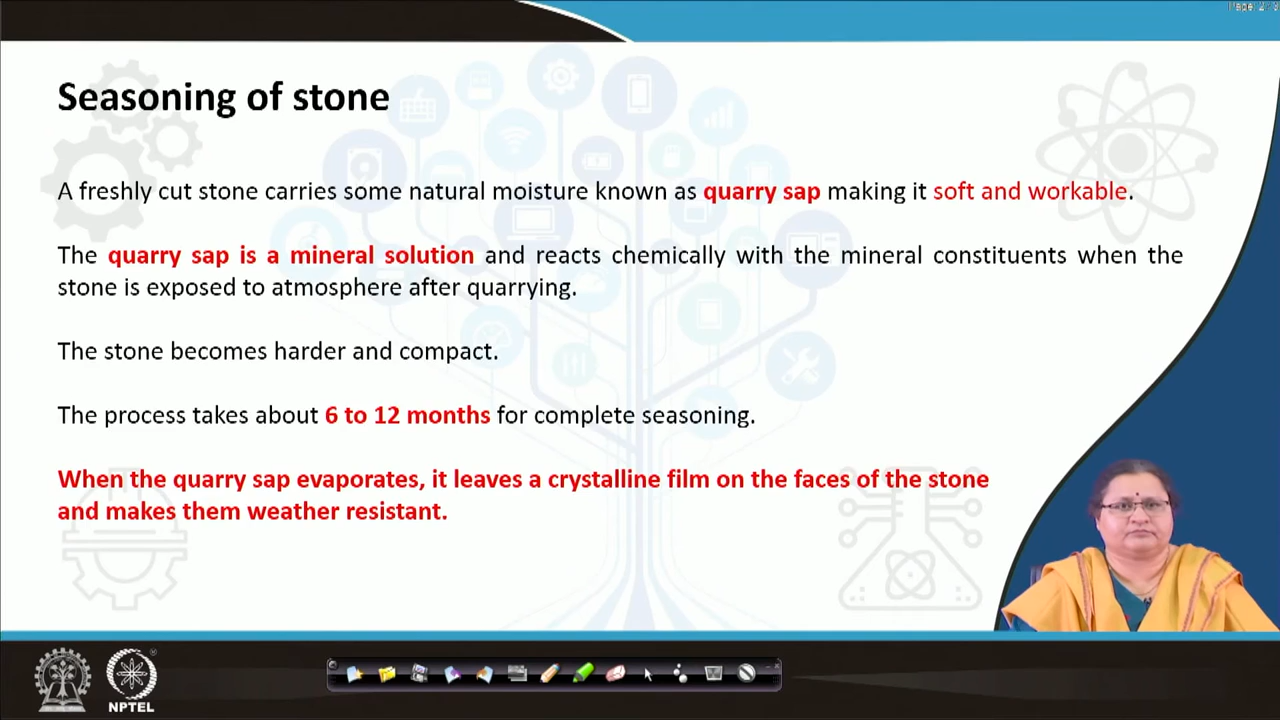 Seasoning of stone
A freshly cut stone carries some natural moisture known as quarry sap making it soft and workable.
The quarry sap is a mineral solution and reacts chemically with the mineral constituents when the
stone is exposed to atmosphere after quarrying.
The stone becomes harder and compact.
The process takes about 6 to 12 months for complete seasoning.
When the quarry sap evaporates, it leaves a crystalline film on the faces of the stone
and makes them weather resistant.
NPTEL